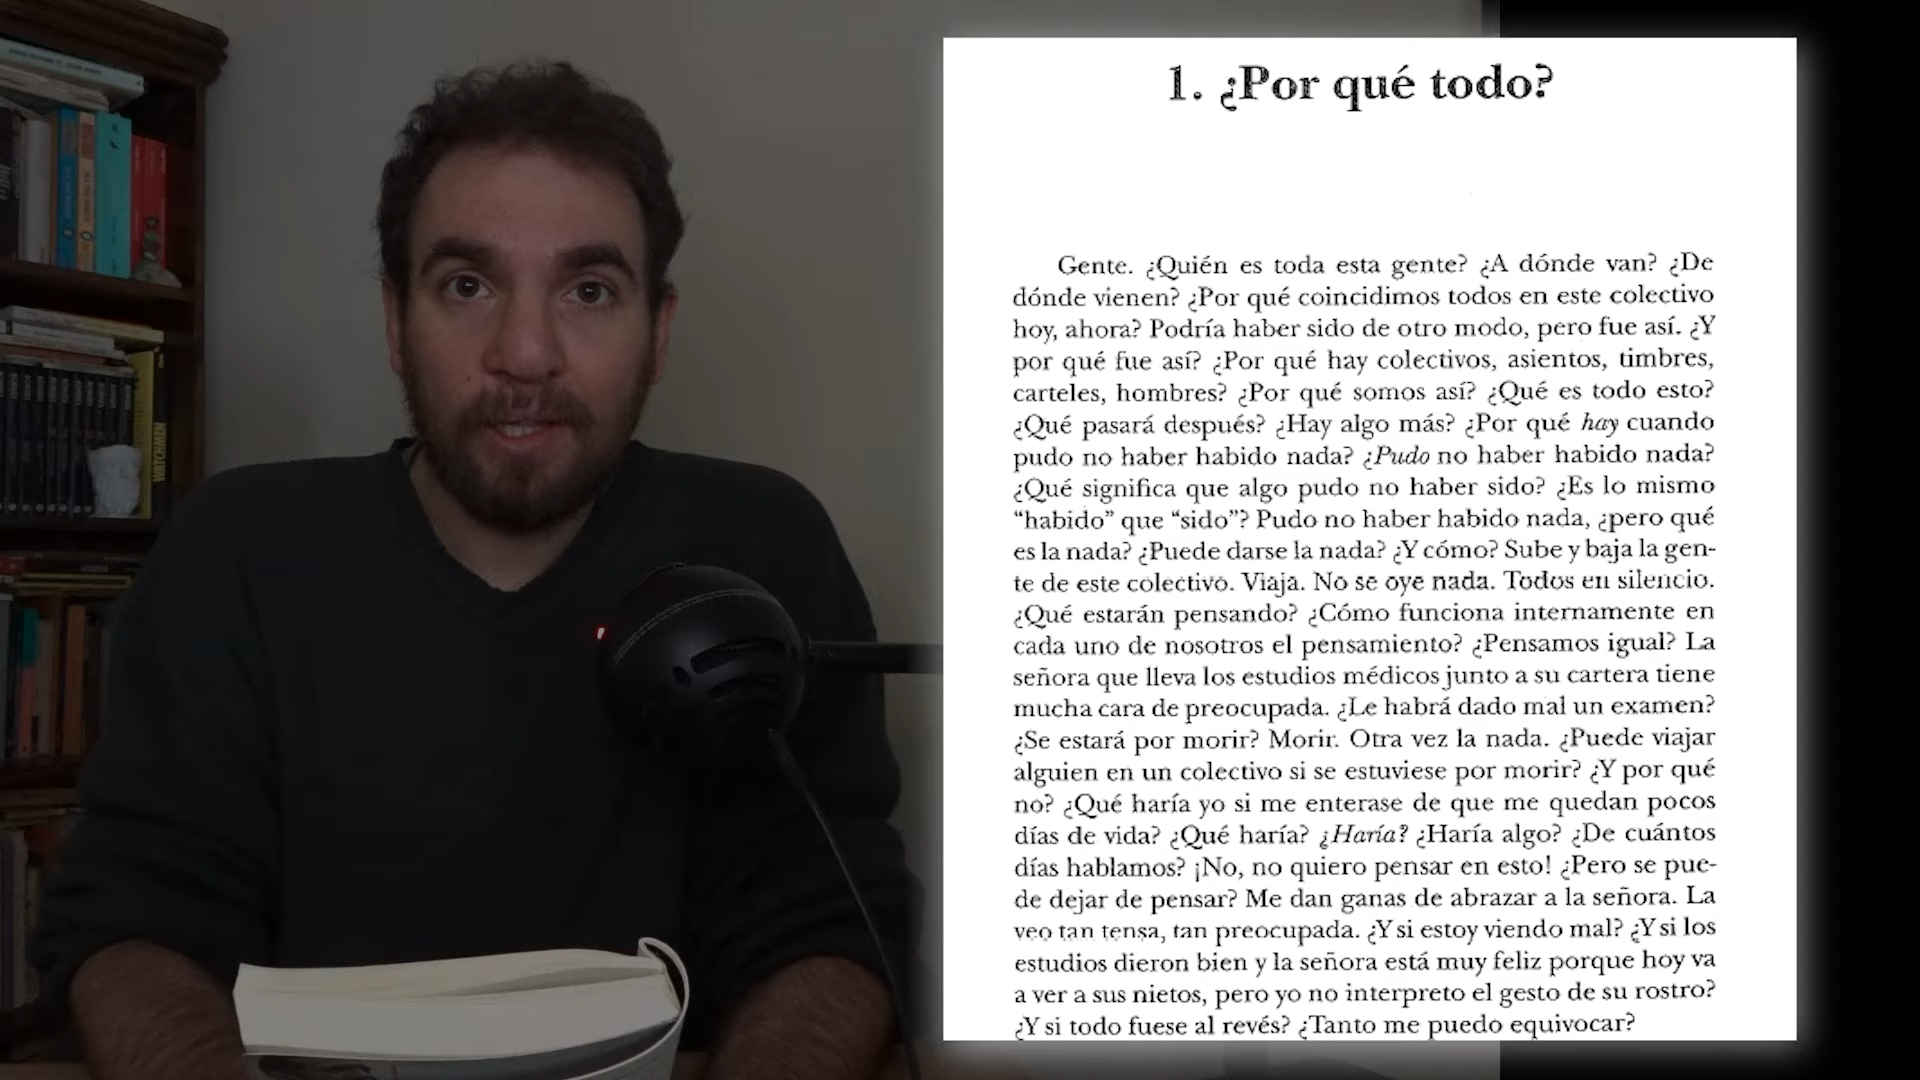 1. ¿Por qué todo?
Gente. ¿Quién es toda esta gente? ¿A dónde van? ¿De
dónde vienen? ¿Por qué coincidimos todos en este colectivo
hoy, ahora? Podría haber sido de otro modo, pero fue así. ¿Y
por qué fue así? ¿Por qué hay colectivos, asientos, timbres,
carteles, hombres? ¿Por qué somos así? ¿Qué es todo esto?
¿Qué pasará después? ¿Hay algo más? ¿Por qué hay cuando
pudo no haber habido nada? ¿Pudo no haber habido nada?
¿Qué significa que algo pudo no haber sido? ¿Es lo mismo
“habido” que “sido”? Pudo no haber habido nada, ¿pero qué
es la nada? ¿Puede darse la nada? ¿Y cómo? Sube y baja la gen-
te de este colectivo. Viaja. No se oye nada. Todos en silencio.
¿Qué estarán pensando? ¿Cómo funciona internamente en
cada uno de nosotros el pensamiento? ¿Pensamos igual? La
señora que lleva los estudios médicos junto a su cartera tiene
mucha cara de preocupada. ¿Le habrá dado mal un examen?
¿Se estará por morir? Morir. Otra vez la nada. ¿Puede viajar
alguien en un colectivo si se estuviese por morir? ¿Y por qué
no? ¿Qué haría yo si me enterase de que me quedan pocos
días de vida? ¿Qué haría? ¿Haría? ¿Haría algo? ¿De cuántos
días hablamos? ¡No, no quiero pensar en esto! ¿Pero se pue-
de dejar de pensar? Me dan ganas de abrazar a la señora. La
veo tan tensa, tan preocupada. ¿Y si estoy viendo mal? ¿Y si los
estudios dieron bien y la señora está muy feliz porque hoy va
a ver a sus nietos, pero yo no interpreto el gesto de su rostro?
¿Y si todo fuese al revés? ¿Tanto me puedo equivocar?
WATCHMEN